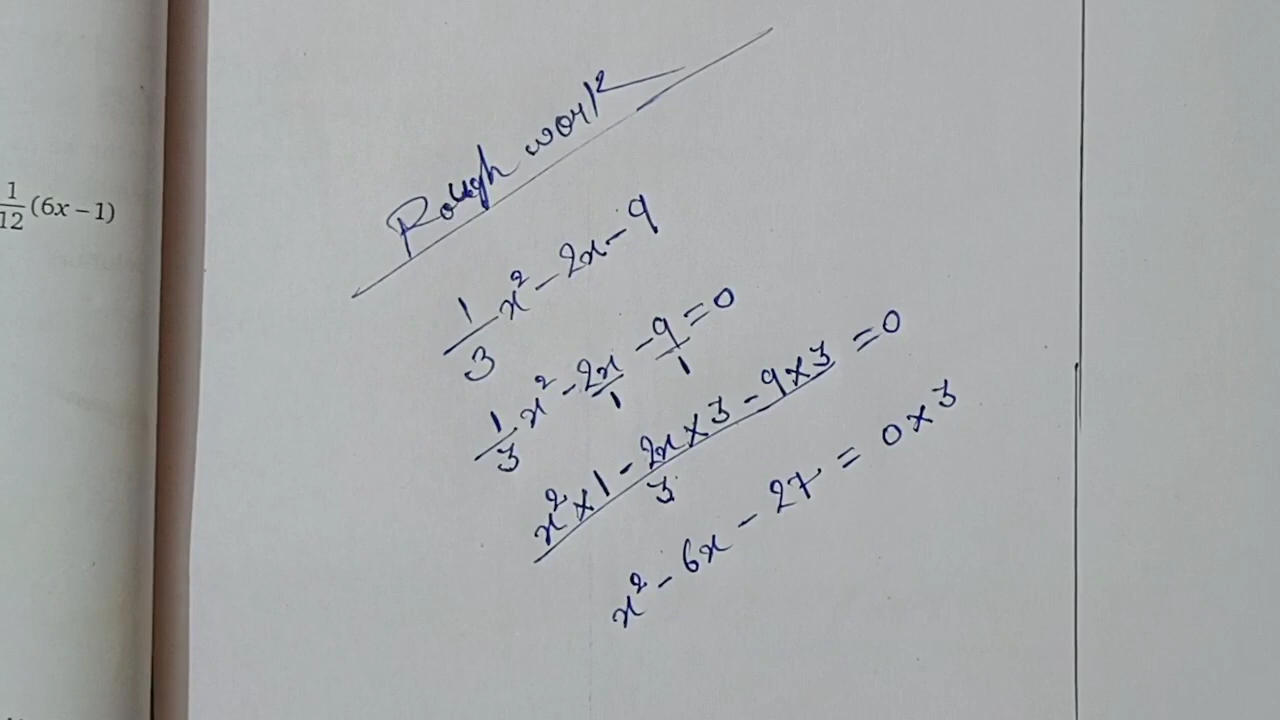 1/12 (6x – 1)
Rough work
1/3 x² - 2x - 9
1/3 x² - 2x/1 - 9/1 = 0
(x² × 1 - 2x × 3 - 9 × 3)/3 = 0
x² - 6x - 27 = 0 × 3